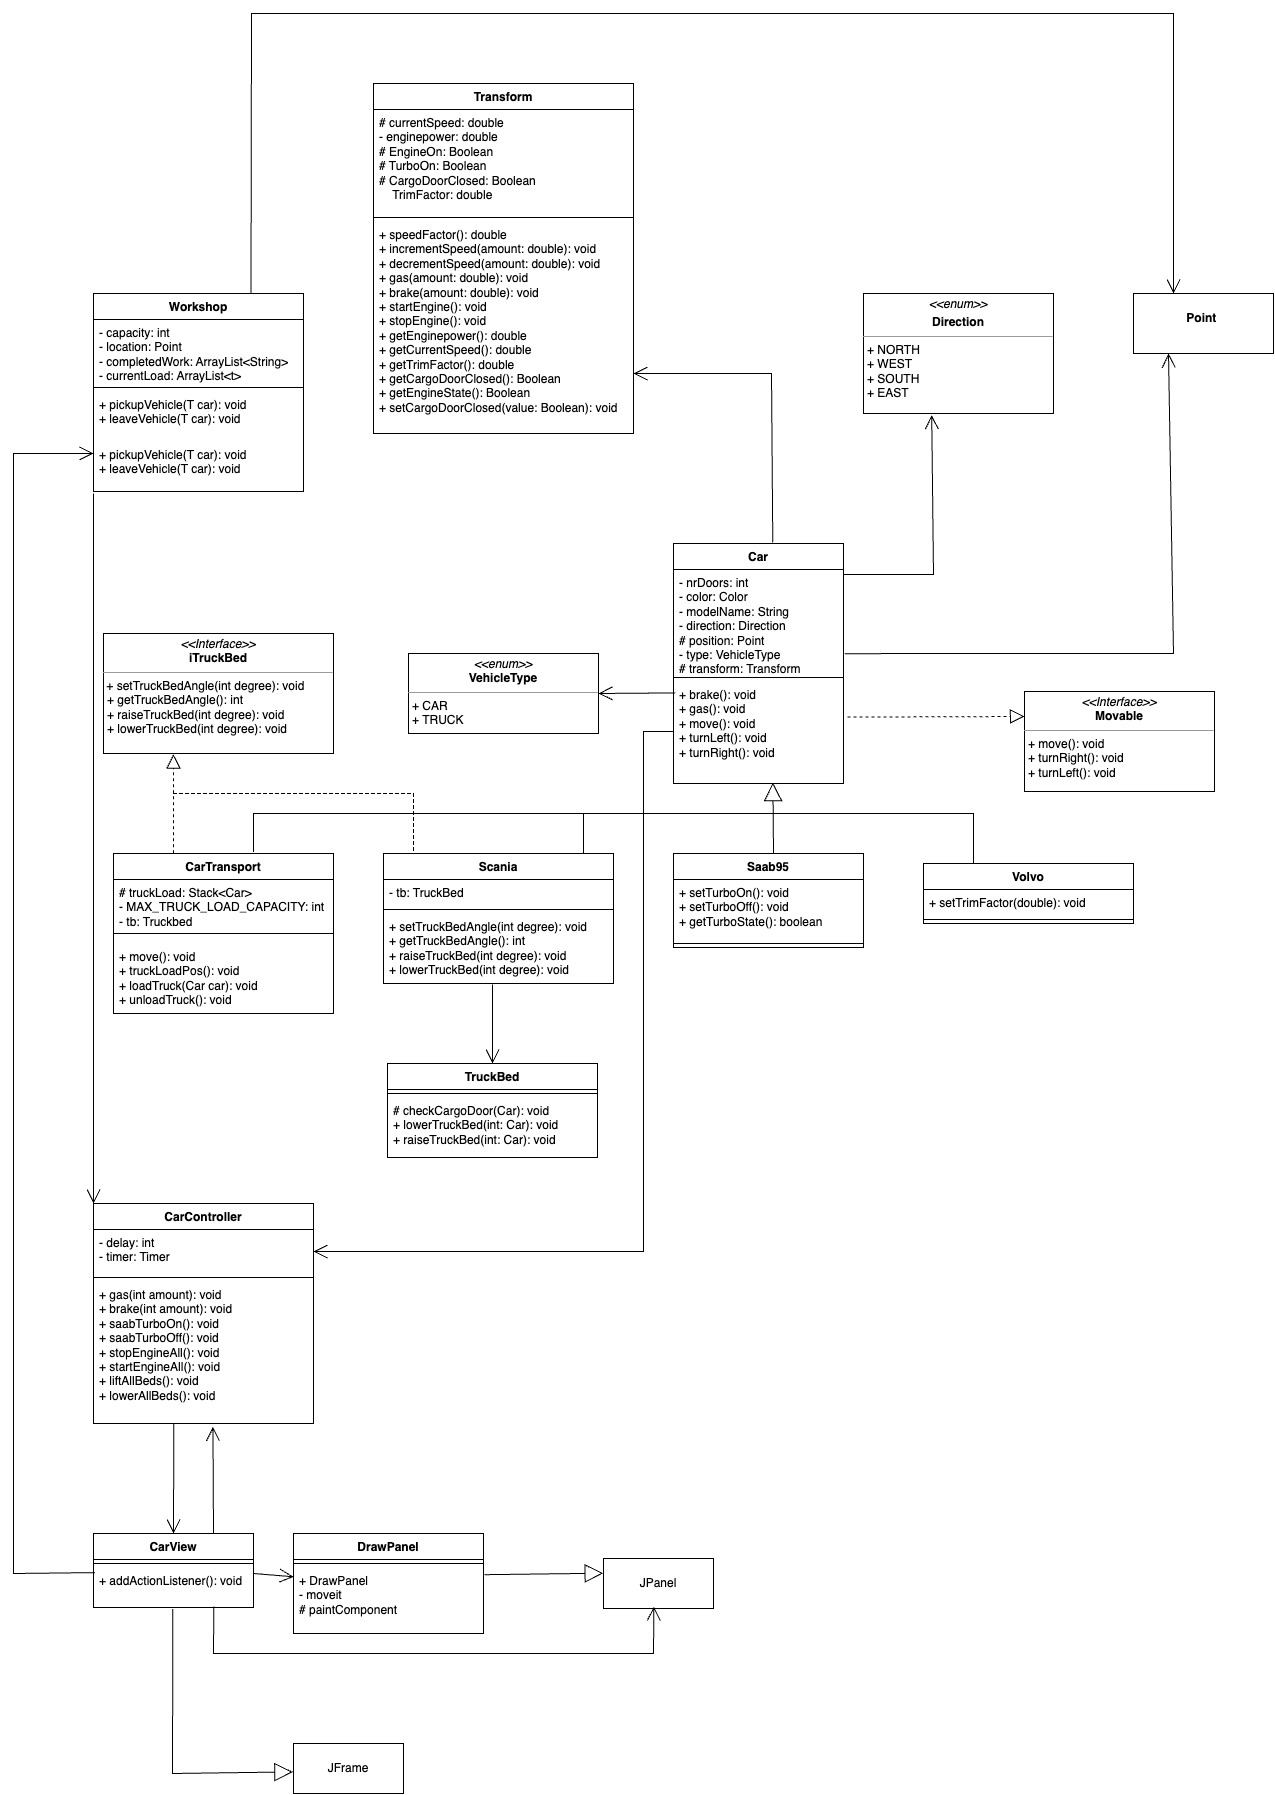 Transform
# currentSpeed: double
- enginepower: double
# EngineOn: Boolean
# TurboOn: Boolean
# CargoDoorClosed: Boolean
TrimFactor: double
+ speedFactor(): double
+ incrementSpeed(amount: double): void
+ decrementSpeed(amount: double): void
+ gas(amount: double): void
+ brake(amount: double): void
+ startEngine(): void
+ stopEngine(): void
+ getEnginepower(): double
+ getCurrentSpeed(): double
+ getTrimFactor(): double
+ getCargoDoorClosed(): Boolean
+ getEngineState(): Boolean
+ setCargoDoorClosed(value: Boolean): void
Workshop
- capacity: int
- location: Point
- completedWork: ArrayList<String>
- currentLoad: ArrayList<t>
+ pickupVehicle(T car): void
+ leaveVehicle(T car): void
+ pickupVehicle(T car): void
+ leaveVehicle(T car): void
<<enum>>
Direction
+ NORTH
+ WEST
+ SOUTH
+ EAST
Point
Car
- nrDoors: int
- color: Color
- modelName: String
- direction: Direction
# position: Point
- type: VehicleType
# transform: Transform
+ brake(): void
+ gas(): void
+ move(): void
+ turnLeft(): void
+ turnRight(): void
<<Interface>>
iTruckBed
+ setTruckBedAngle(int degree): void
+ getTruckBedAngle(): int
+ raiseTruckBed(int degree): void
+ lowerTruckBed(int degree): void
<<enum>>
VehicleType
+ CAR
+ TRUCK
<<Interface>>
Movable
+ move(): void
+ turnRight(): void
+ turnLeft(): void
CarTransport
# truckLoad: Stack<Car>
- MAX_TRUCK_LOAD_CAPACITY: int
- tb: Truckbed
+ move(): void
+ truckLoadPos(): void
+ loadTruck(Car car): void
+ unloadTruck(): void
Scania
- tb: TruckBed
+ setTruckBedAngle(int degree): void
+ getTruckBedAngle(): int
+ raiseTruckBed(int degree): void
+ lowerTruckBed(int degree): void
Saab95
+ setTurboOn(): void
+ setTurboOff(): void
+ getTurboState(): boolean
Volvo
+ setTrimFactor(double): void
TruckBed
# checkCargoDoor(Car): void
+ lowerTruckBed(int: Car): void
+ raiseTruckBed(int: Car): void
CarController
- delay: int
- timer: Timer
+ gas(int amount): void
+ brake(int amount): void
+ saabTurboOn(): void
+ saabTurboOff(): void
+ stopEngineAll(): void
+ startEngineAll(): void
+ liftAllBeds(): void
+ lowerAllBeds(): void
CarView
+ addActionListener(): void
DrawPanel
+ DrawPanel
- moveit
# paintComponent
JPanel
JFrame